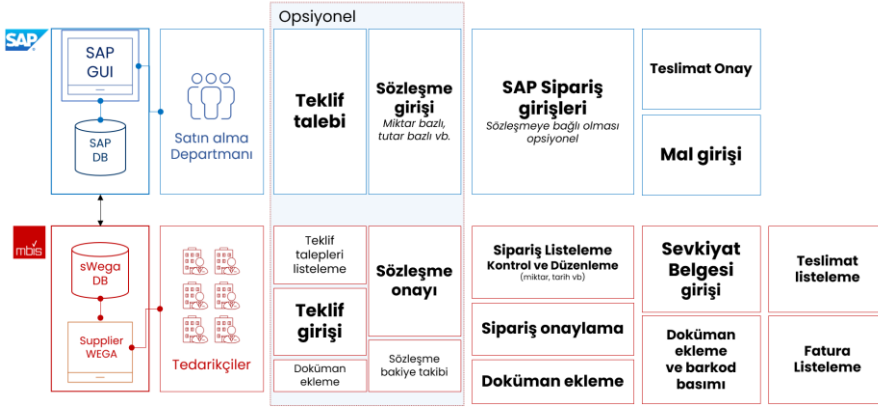 Opsiyonel
SAP
SAP
GUI
SAP
DB
Satın alma
Departmanı
Teklif
talebi
Sözleşme
girişi
Miktar bazlı,
tutar bazlı vb.
SAP Sipariş
girişleri
Sözleşmeye bağlı olması
opsiyonel
Teslimat Onay
Mal girişi
mbis
sWega
DB
Supplier
WEGA
Tedarikçiler
Teklif
talepleri
listeleme
Teklif
girişi
Doküman
ekleme
Sözleşme
onayı
Sözleşme
bakiye takibi
Sipariş Listeleme
Kontrol ve Düzenleme
(miktar, tarih vb)
Sipariş onaylama
Doküman ekleme
Sevkiyat
Belgesi
girişi
Doküman
ekleme
ve barkod
basımı
Teslimat
listeleme
Fatura
Listeleme